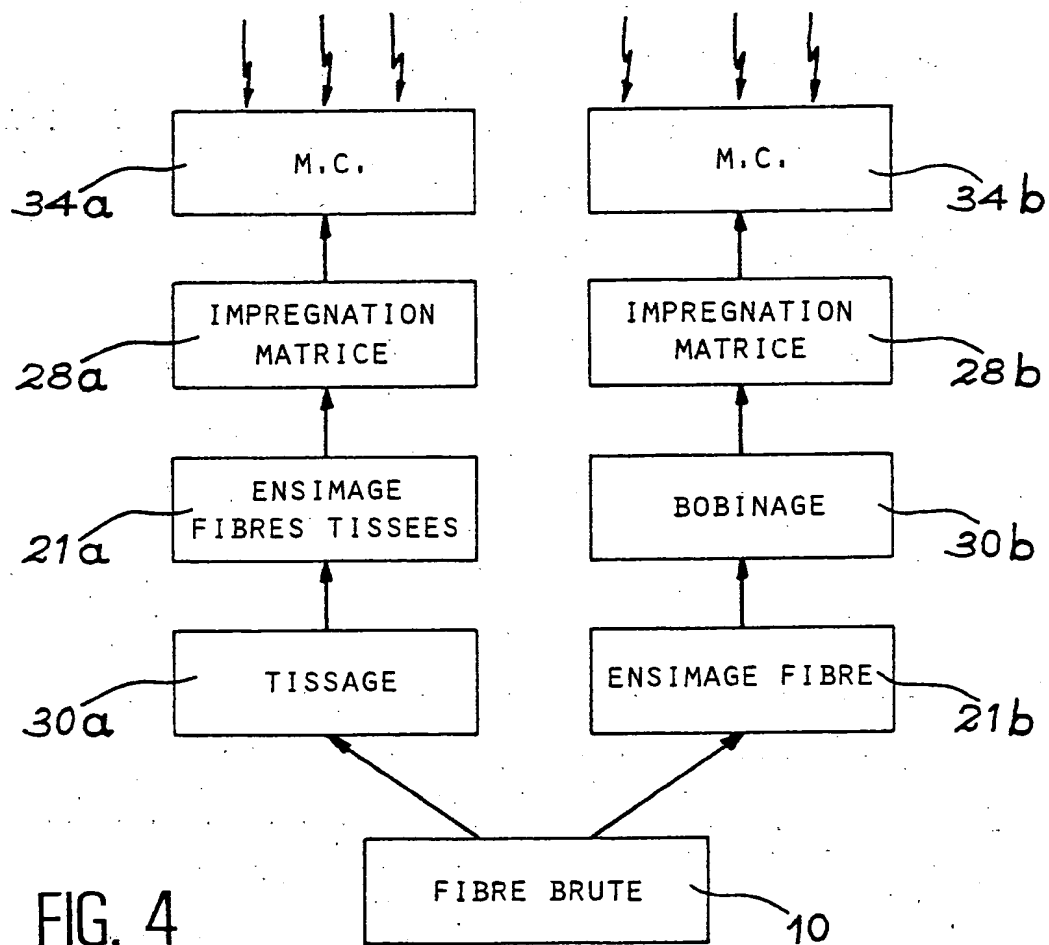 M.C.
M.C.
34a
34b
IMPREGNATION
MATRICE
IMPREGNATION
MATRICE
28a
28b
ENSIMAGE
FIBRES TISSEES
BOBINAGE
21a
30b
TISSAGE
ENSIMAGE FIBRE
30a
21b
FIBRE BRUTE
10
FIG. 4